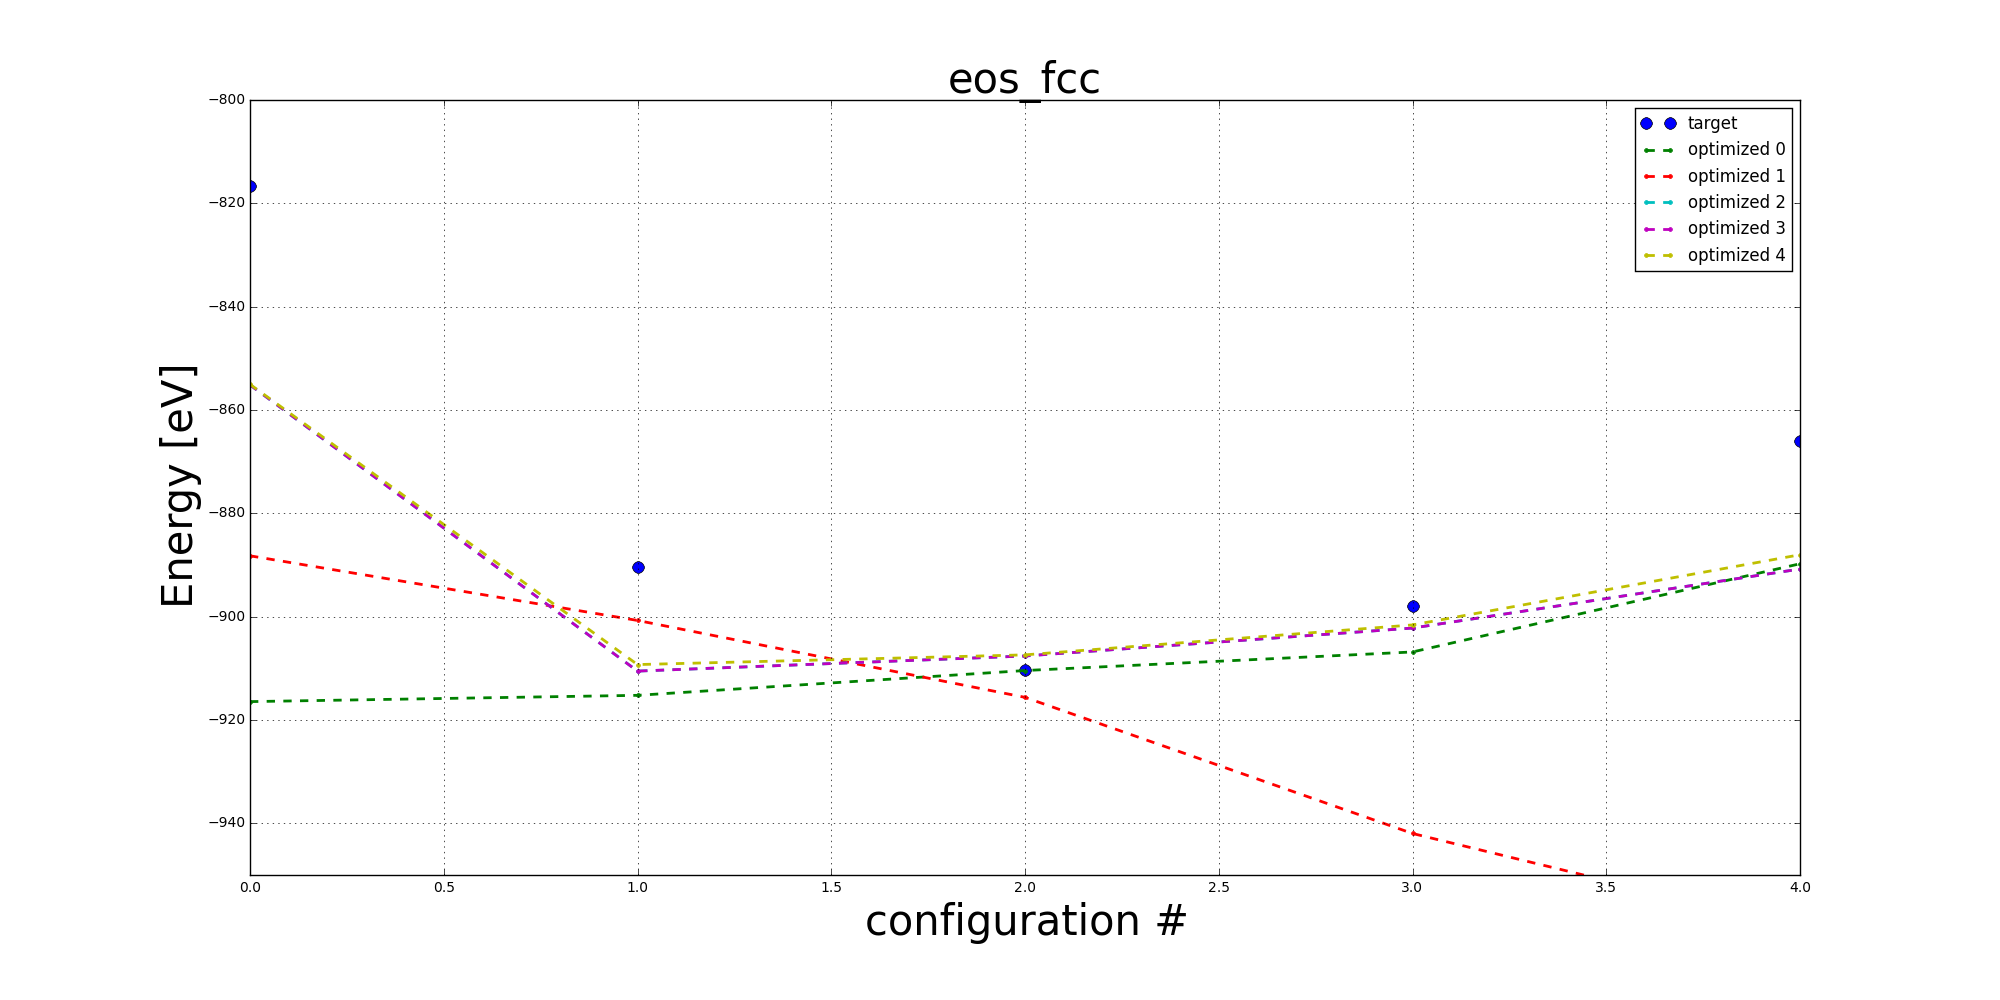 eos_fcc
Energy [eV]
−800
−820
−840
−860
−880
−900
−920
−940
target
optimized 0
optimized 1
optimized 2
optimized 3
optimized 4
0.0 0.5 1.0 1.5 2.0 2.5 3.0 3.5 4.0
configuration #